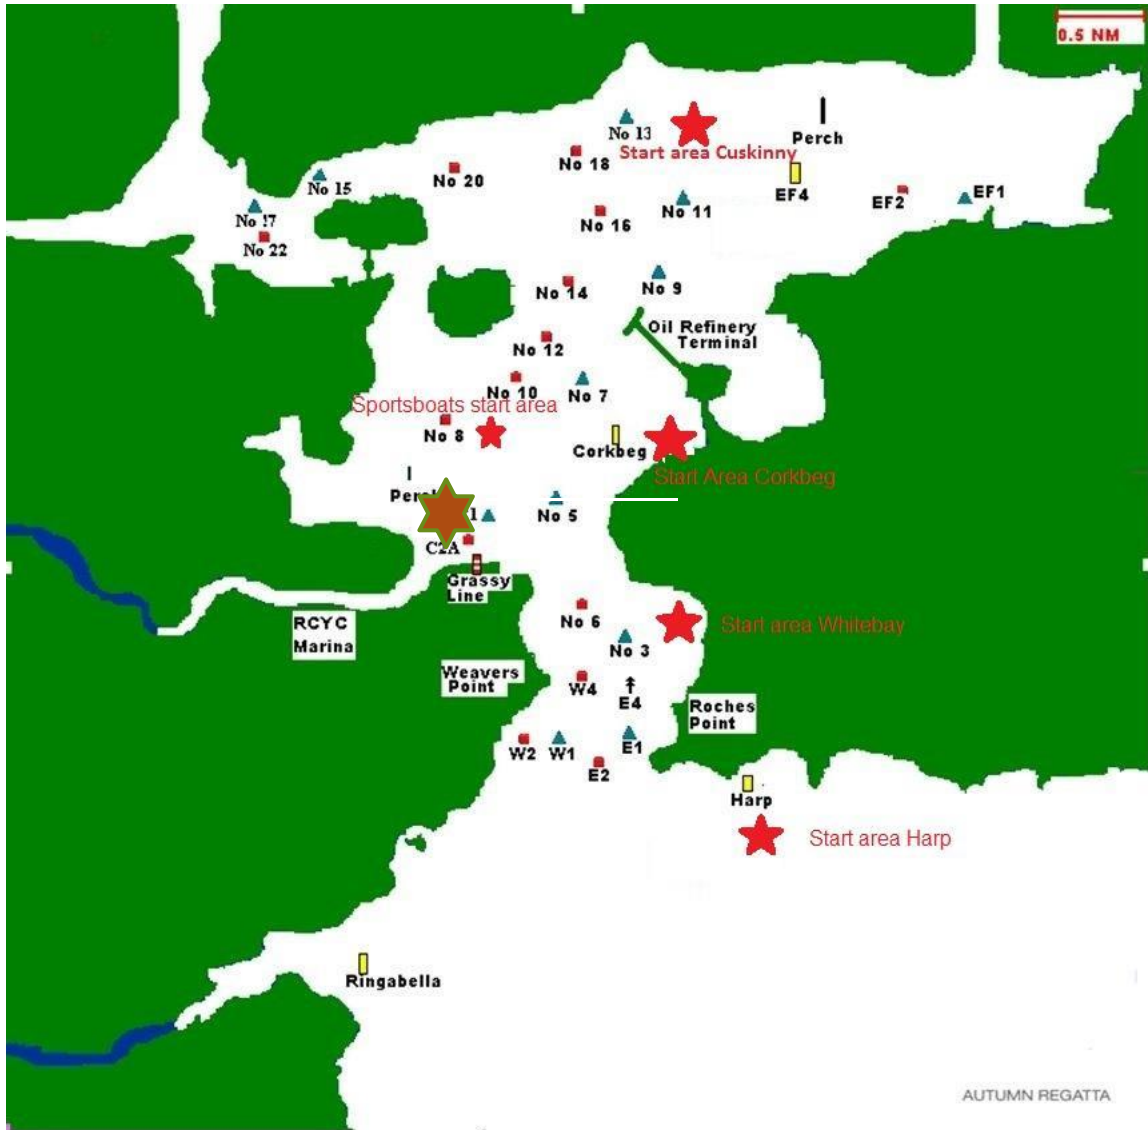 0.5 NM
No 13
Perch
Start area Cuskinny
No 18
No 20
No 15
EF4
EF2
EF1
No 11
No 16
No 17
No 22
No 14
No 9
Oil Refinery
Terminal
No 12
No 10
No 7
Sportsboats start area
No 8
Corkbeg
Start Area Corkbeg
No 5
C2A
Grassy
Line
No 6
RCYC
Marina
Start area Whitebay
No 3
Weavers
Point
W4
E4
Roches
Point
W2
W1
E1
E2
Harp
Start area Harp
Ringabella
AUTUMN REGATTA